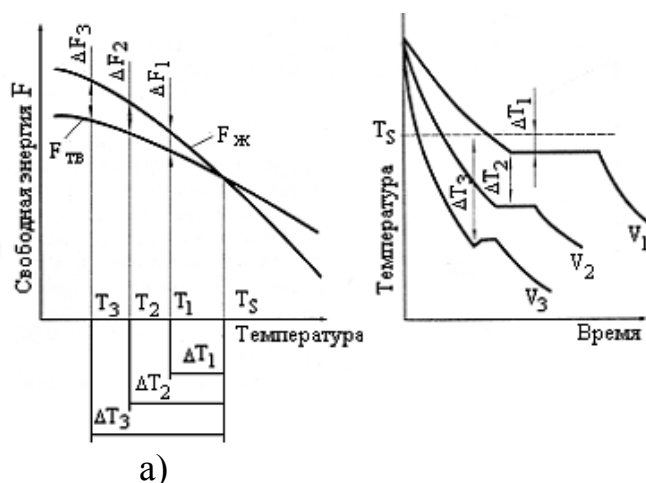 Свободная энергия F
ΔF3
ΔF2
ΔF1
Fж
Fтв
T3
T2
T1
TS
Температура
ΔT1
ΔT2
ΔT3
а)
Температура
TS
ΔT1
ΔT2
ΔT3
V1
V2
V3
Время